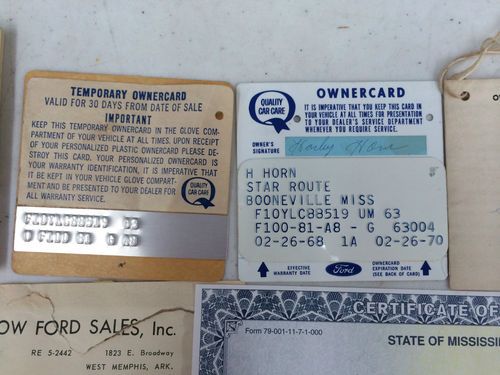 TEMPORARY OWNERCARD
VALID FOR 30 DAYS FROM DATE OF SALE
IMPORTANT
KEEP THIS TEMPORARY OWNERCARD IN THE GLOVE COM-
PARTMENT OF YOUR VEHICLE AT ALL TIMES. UPON RECEIPT
OF YOUR PERSONALIZED PLASTIC OWNERCARD PLEASE DE-
STROY THIS CARD. YOUR PERSONALIZED OWNERCARD IS
YOUR WARRANTY IDENTIFICATION, IT IS IMPERATIVE THAT
IT BE KEPT IN YOUR VEHICLE GLOVE COMPART-
MENT AND BE PRESENTED TO YOUR DEALER FOR
ALL WARRANTY SERVICE.
QUALITY
CAR CARE
F10YLC88519
OWNERCARD
QUALITY
CAR CARE
IT IS IMPERATIVE THAT YOU KEEP THIS CARD IN
YOUR VEHICLE AT ALL TIMES FOR PRESENTATION
TO YOUR DEALER'S SERVICE DEPARTMENT
WHENEVER YOU REQUIRE SERVICE.
OWNER'S
SIGNATURE
Harley Horn
H HORN
STAR ROUTE
BOONEVILLE MISS
F10YLC88519 UM 63
F100-81-A8 - G 63004
02-26-68 1A 02-26-70
EFFECTIVE
WARRANTY DATE
Ford
OWNERCARD
EXPIRATION DATE
(SEE BACK OF CARD)
OW FORD SALES, Inc.
RE 5-2442 1823 E. Broadway
WEST MEMPHIS, ARK.
CERTIFICATE OF
Form 79-001-11-7-1-000
STATE OF MISSISSIP